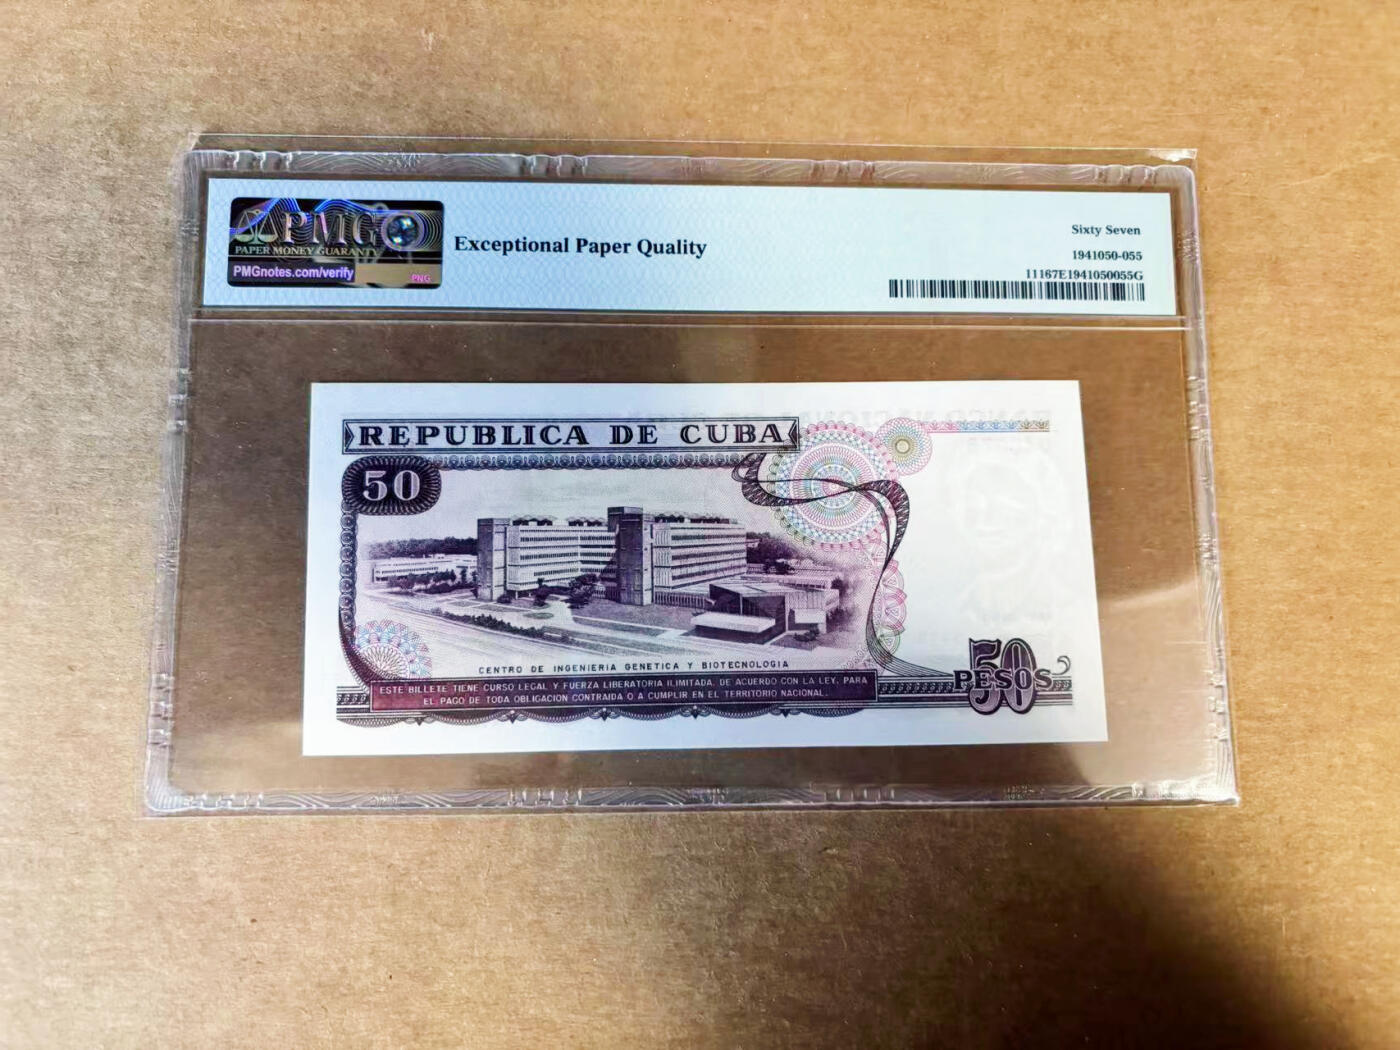 PMG
PAPER MONEY GUARANTY
PMGnotes.com/verify
PNG
Exceptional Paper Quality
Sixty Seven
1941050-055
11167E1941050055G
REPUBLICA DE CUBA
50
CENTRO DE INGENIERIA GENETICA Y BIOTECNOLOGIA
ESTE BILLETE TIENE CURSO LEGAL Y FUERZA LIBERATORIA ILIMITADA, DE ACUERDO CON LA LEY, PARA
EL PAGO DE TODA OBLIGACION CONTRAIDA O A CUMPLIR EN EL TERRITORIO NACIONAL.
50
PESOS